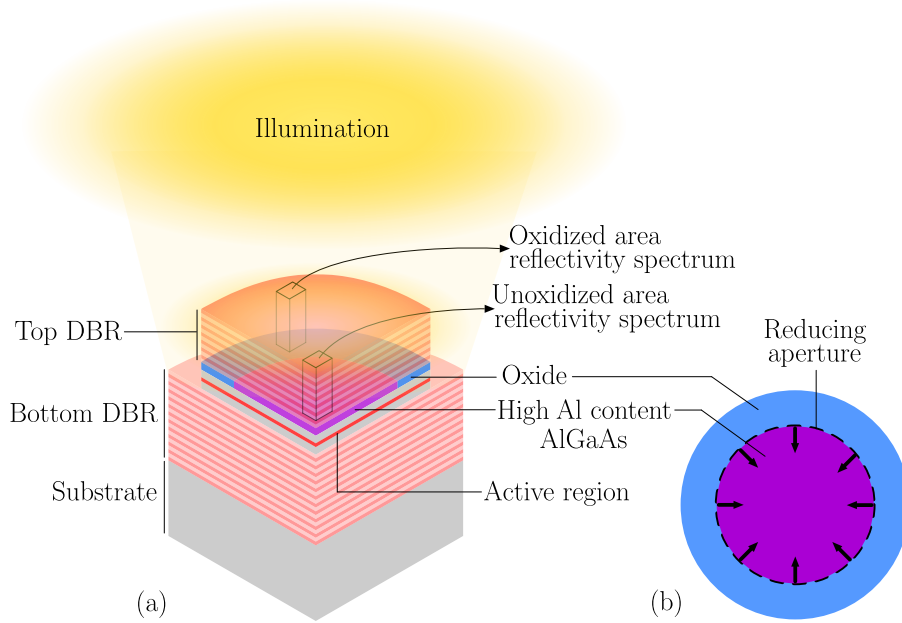 Illumination
Oxidized area
reflectivity spectrum
Unoxidized area
reflectivity spectrum
Top DBR
Reducing
aperture
Oxide
Bottom DBR
High Al content
AlGaAs
Substrate
Active region
(a)
(b)